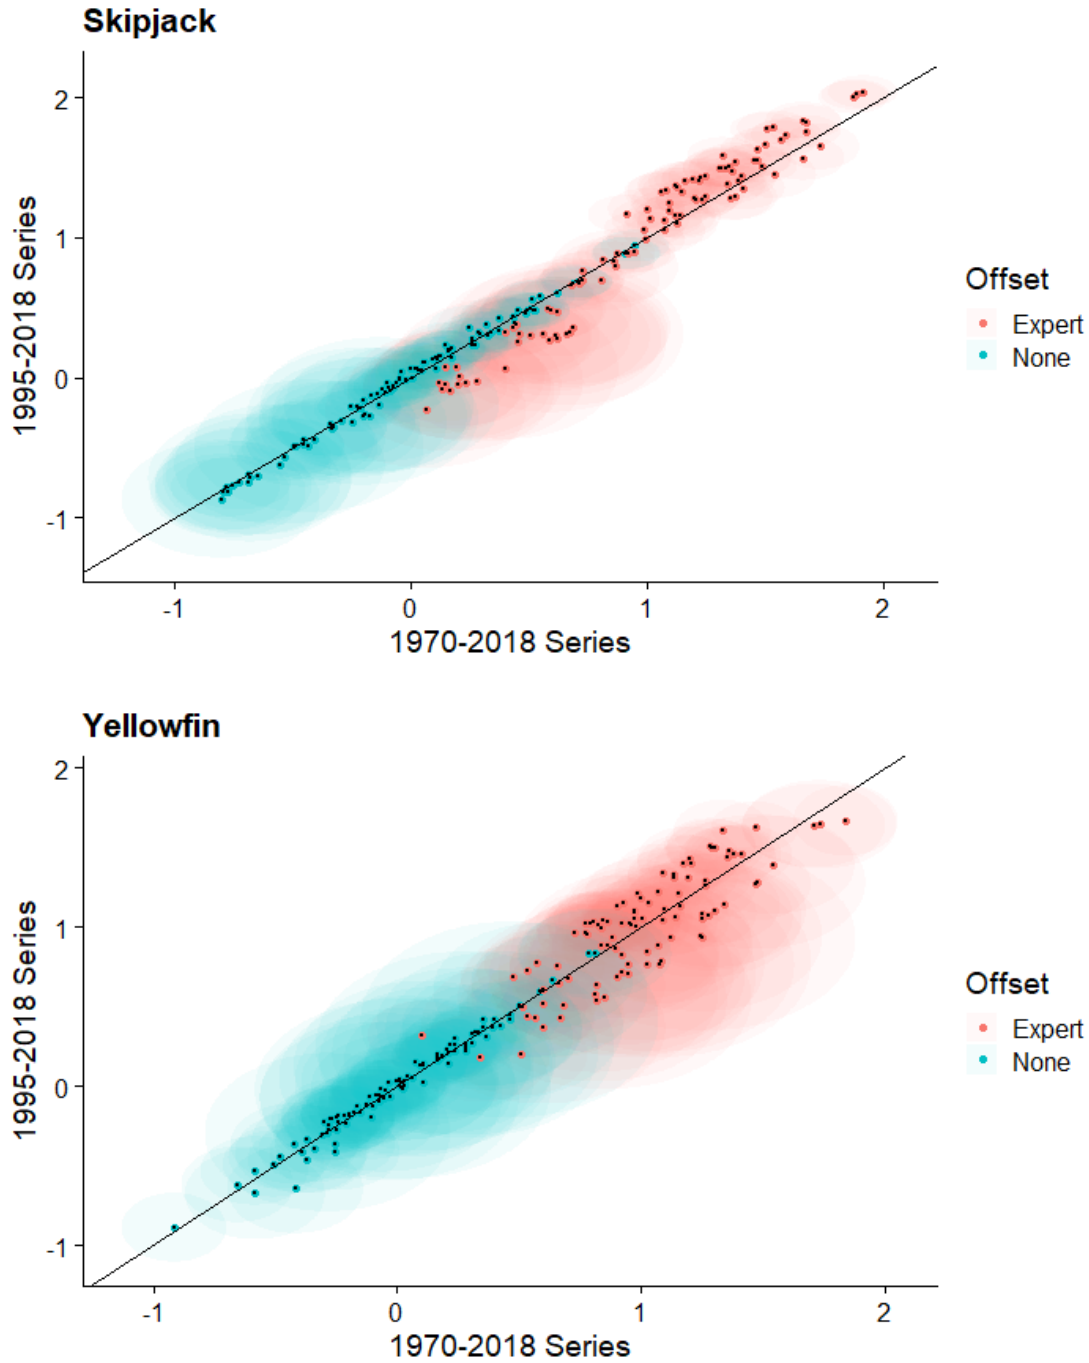 Skipjack
2
1
0
-1
1995-2018 Series
-1
0
1
2
1970-2018 Series
Offset
Expert
None
Yellowfin
2
1
0
-1
1995-2018 Series
-1
0
1
2
1970-2018 Series
Offset
Expert
None